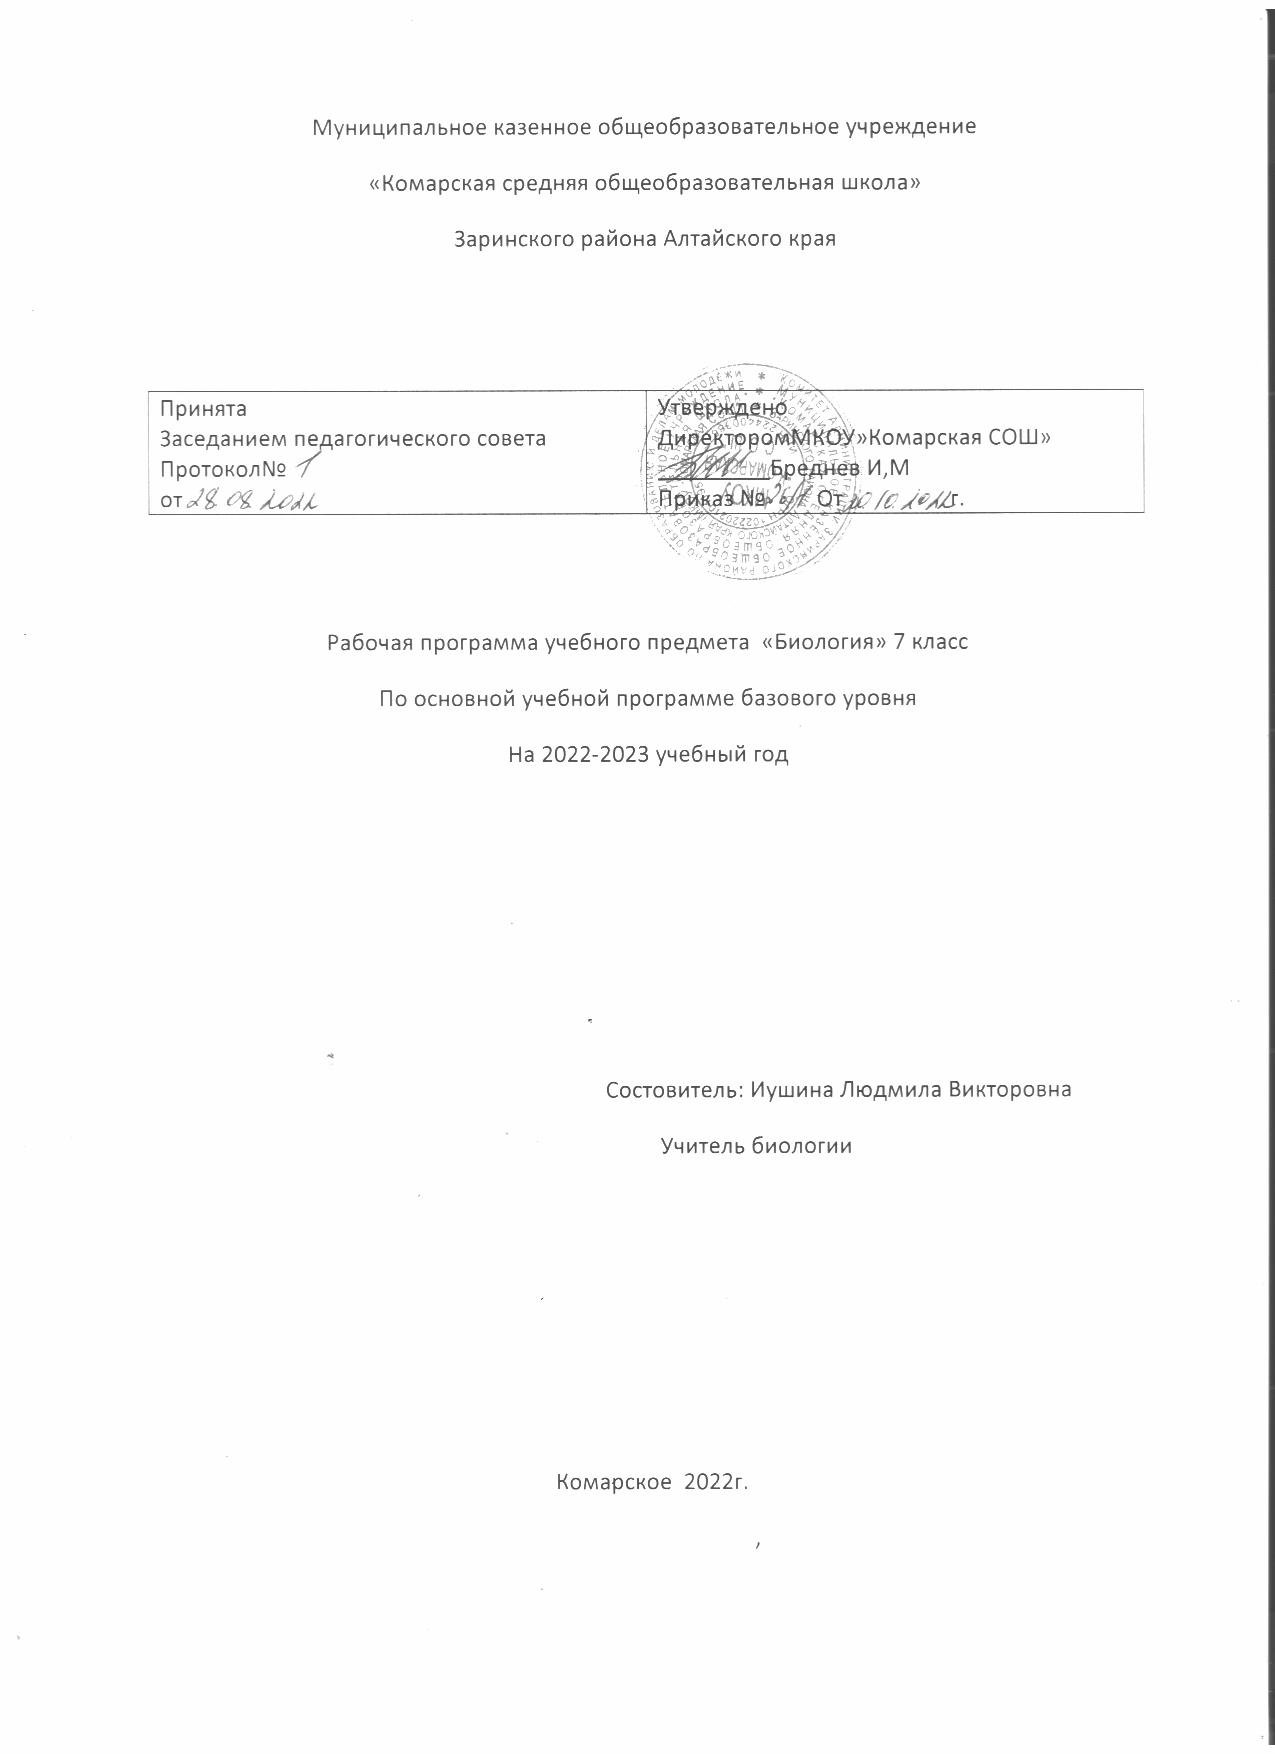 Муниципальное казенное общеобразовательное учреждение
«Комарская средняя общеобразовательная школа»
Заринского района Алтайского края
Принята
Заседанием педагогического совета
Протокол№ 1
от 28.08.2022
Утверждено
ДиректоромМКОУ»Комарская СОШ»
Бреднев И,М
Приказ № От 10. 2022г.
Рабочая программа учебного предмета «Биология» 7 класс
По основной учебной программе базового уровня
На 2022-2023 учебный год
Состовитель: Иушина Людмила Викторовна
Учитель биологии
Комарское 2022г.